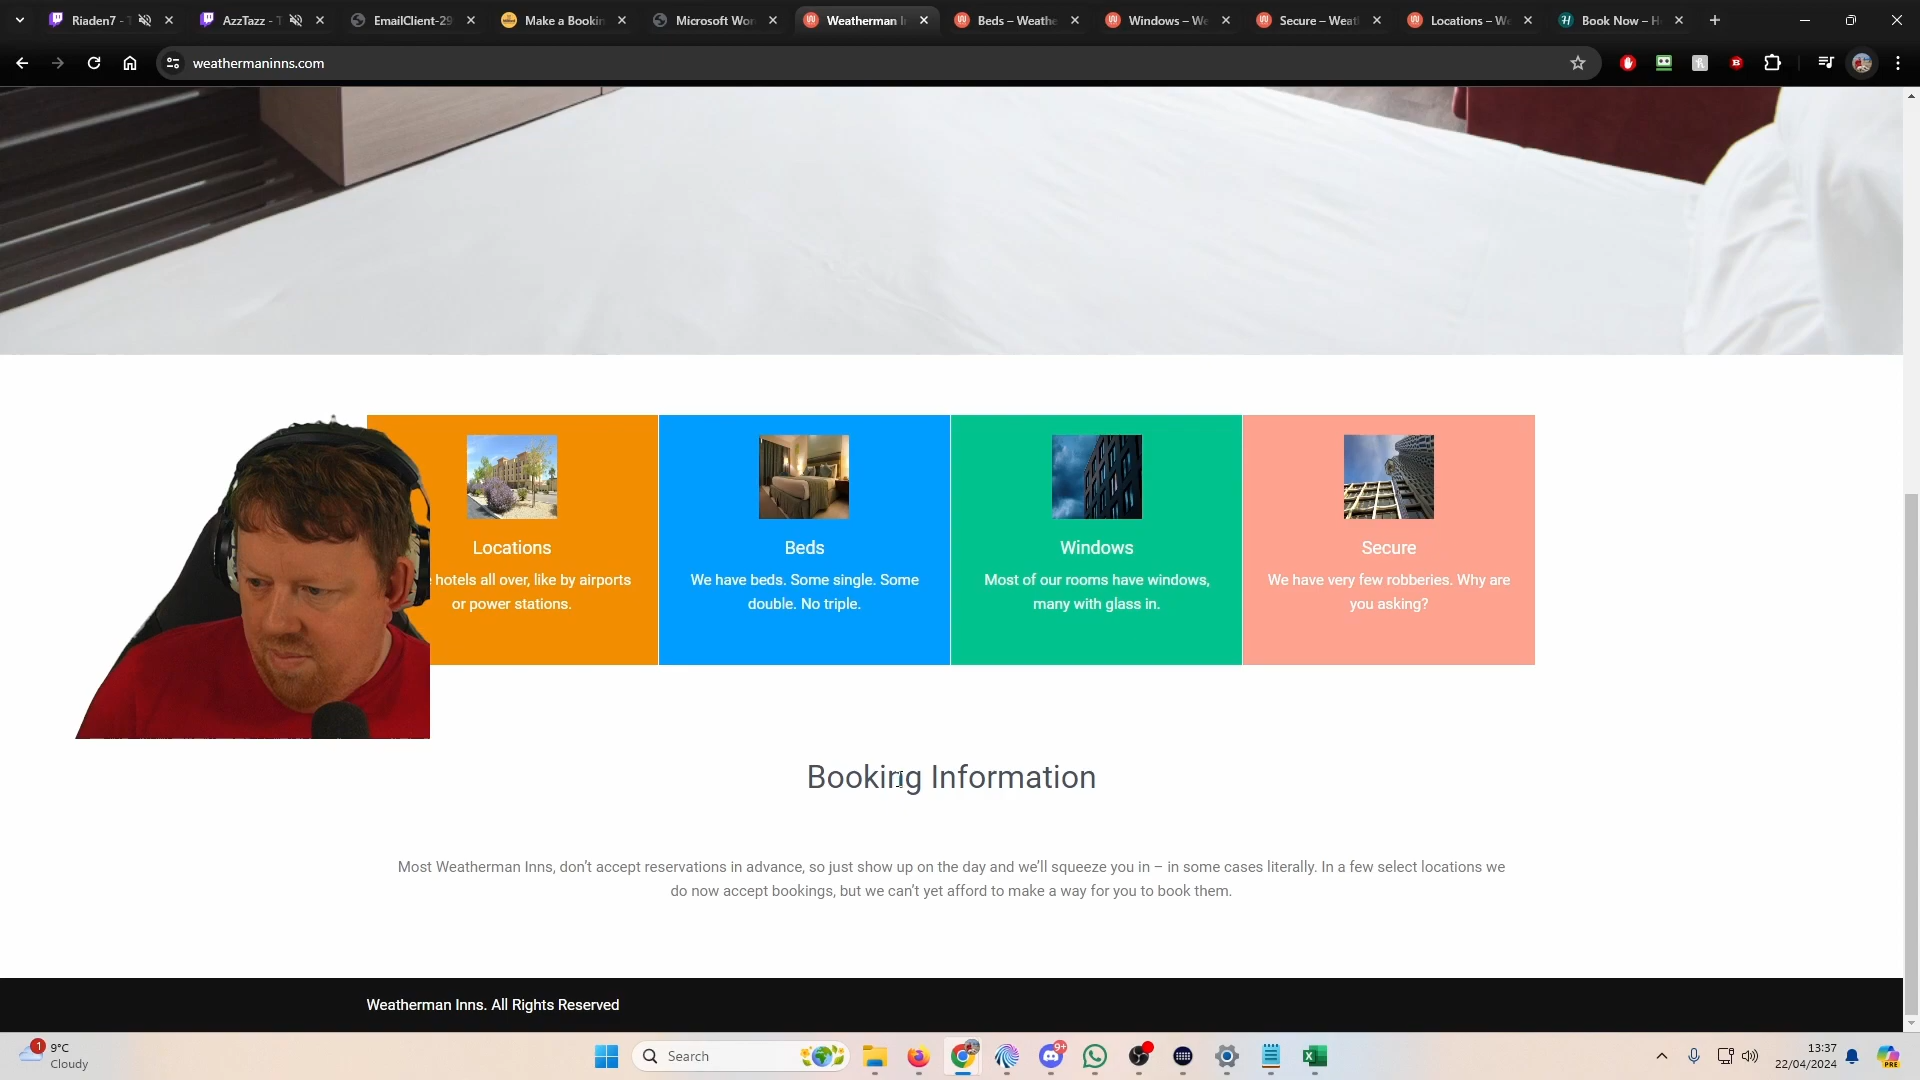 Riaden7 - T
AzzTazz - T
EmailClient-29
Make a Bookin
Microsoft Wor
Weatherman I
Beds – Weathe
Windows – We
Secure – Weat
Locations – We
Book Now – H
weathermaninns.com
Locations
hotels all over, like by airports
or power stations.
Beds
We have beds. Some single. Some
double. No triple.
Windows
Most of our rooms have windows,
many with glass in.
Secure
We have very few robberies. Why are
you asking?
Booking Information
Most Weatherman Inns, don't accept reservations in advance, so just show up on the day and we'll squeeze you in – in some cases literally. In a few select locations we
do now accept bookings, but we can't yet afford to make a way for you to book them.
Weatherman Inns. All Rights Reserved
1
9°C
Cloudy
Search
9+
13:37
22/04/2024
PRE